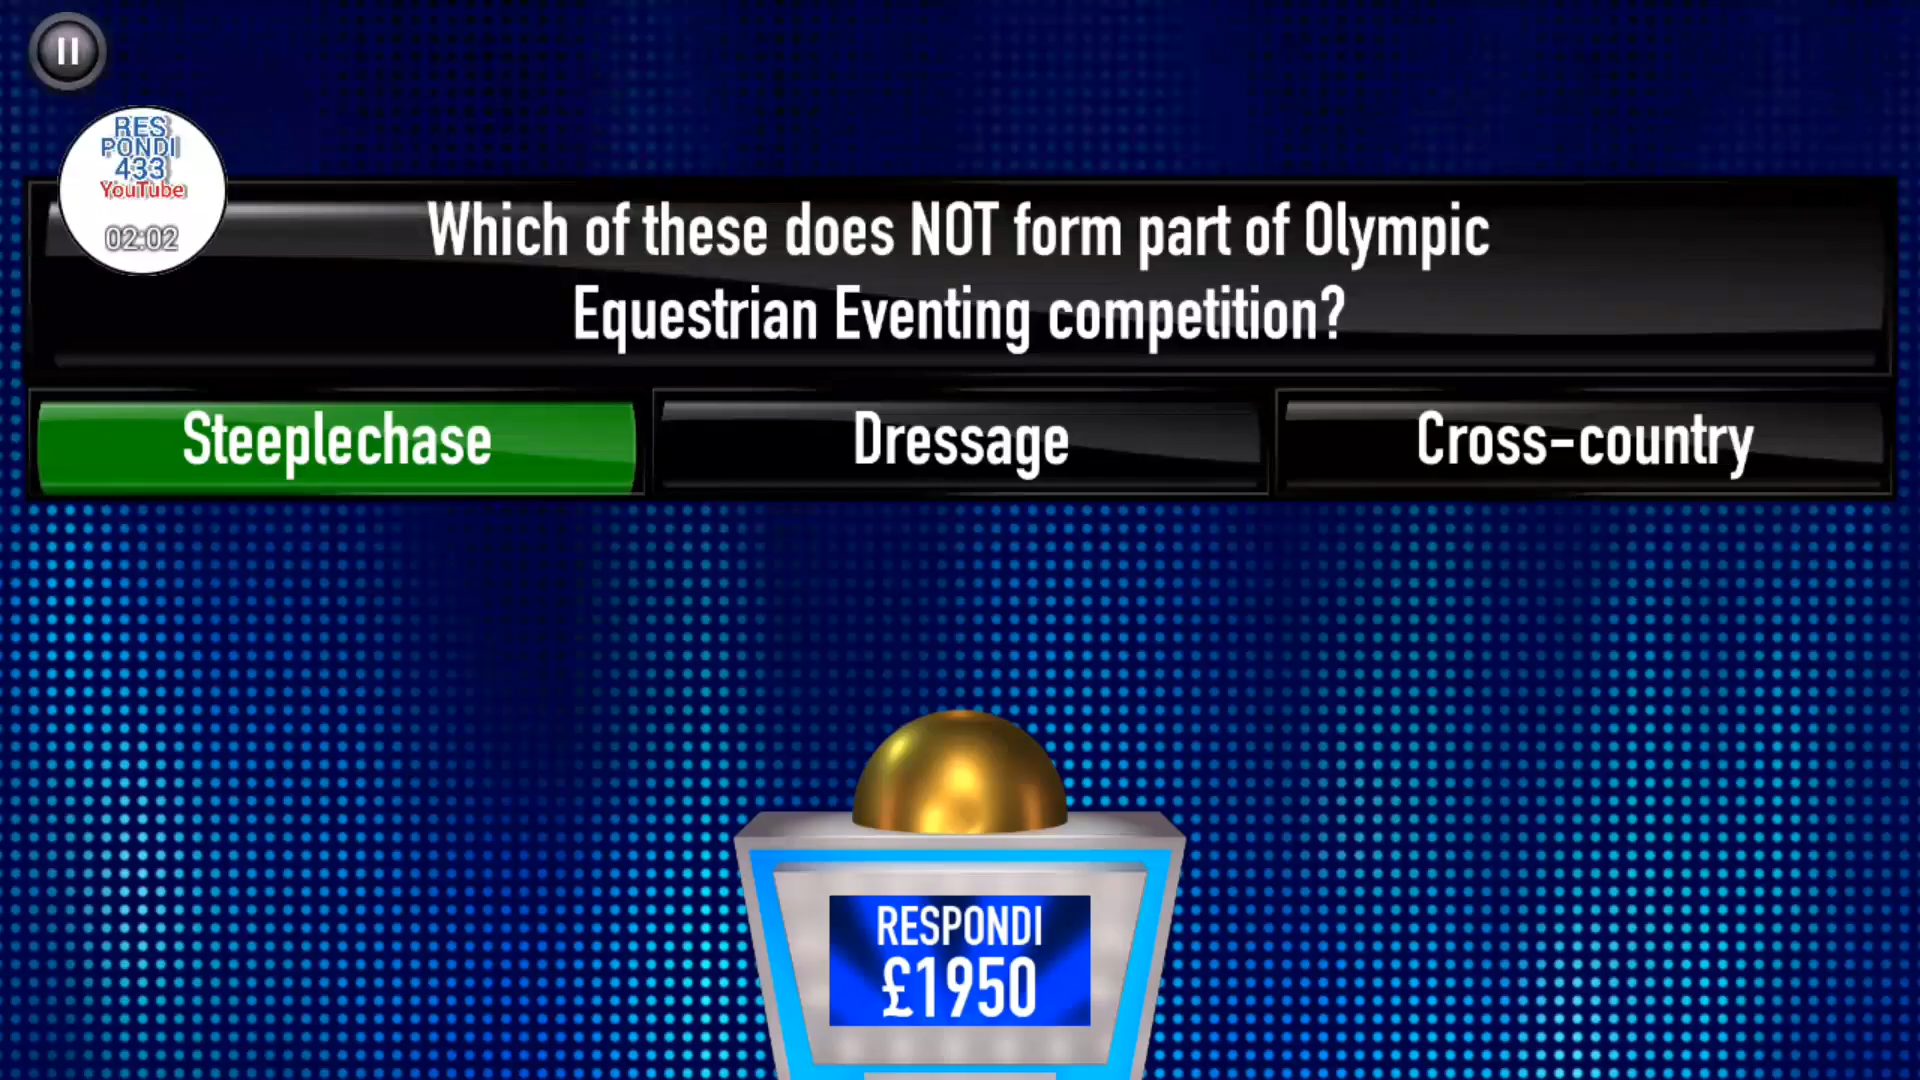 RES
PONDI
433
YouTube
02:02
Which of these does NOT form part of Olympic
Equestrian Eventing competition?
Steeplechase
Dressage
Cross-country
RESPONDI
£1950